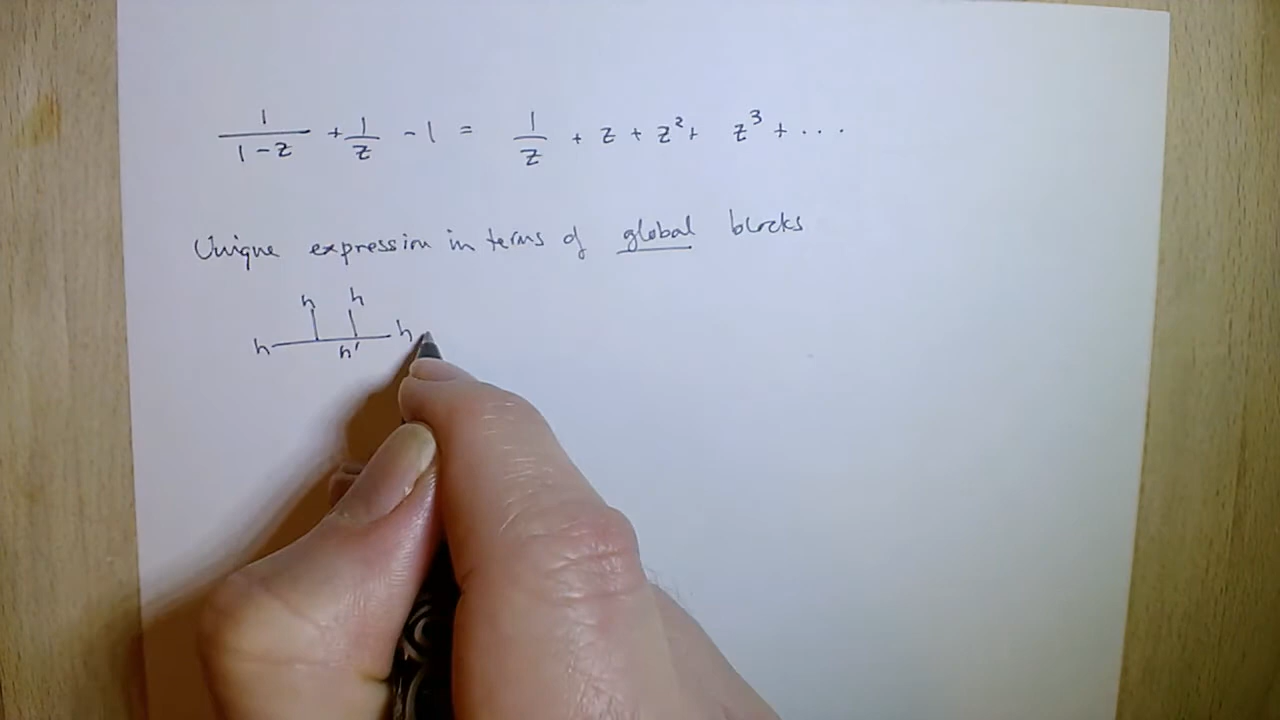 1/(1-z) + 1/z - 1 = 1/z + z + z² + z³ + ...
Unique expression in terms of global blocks
h h
h h' h